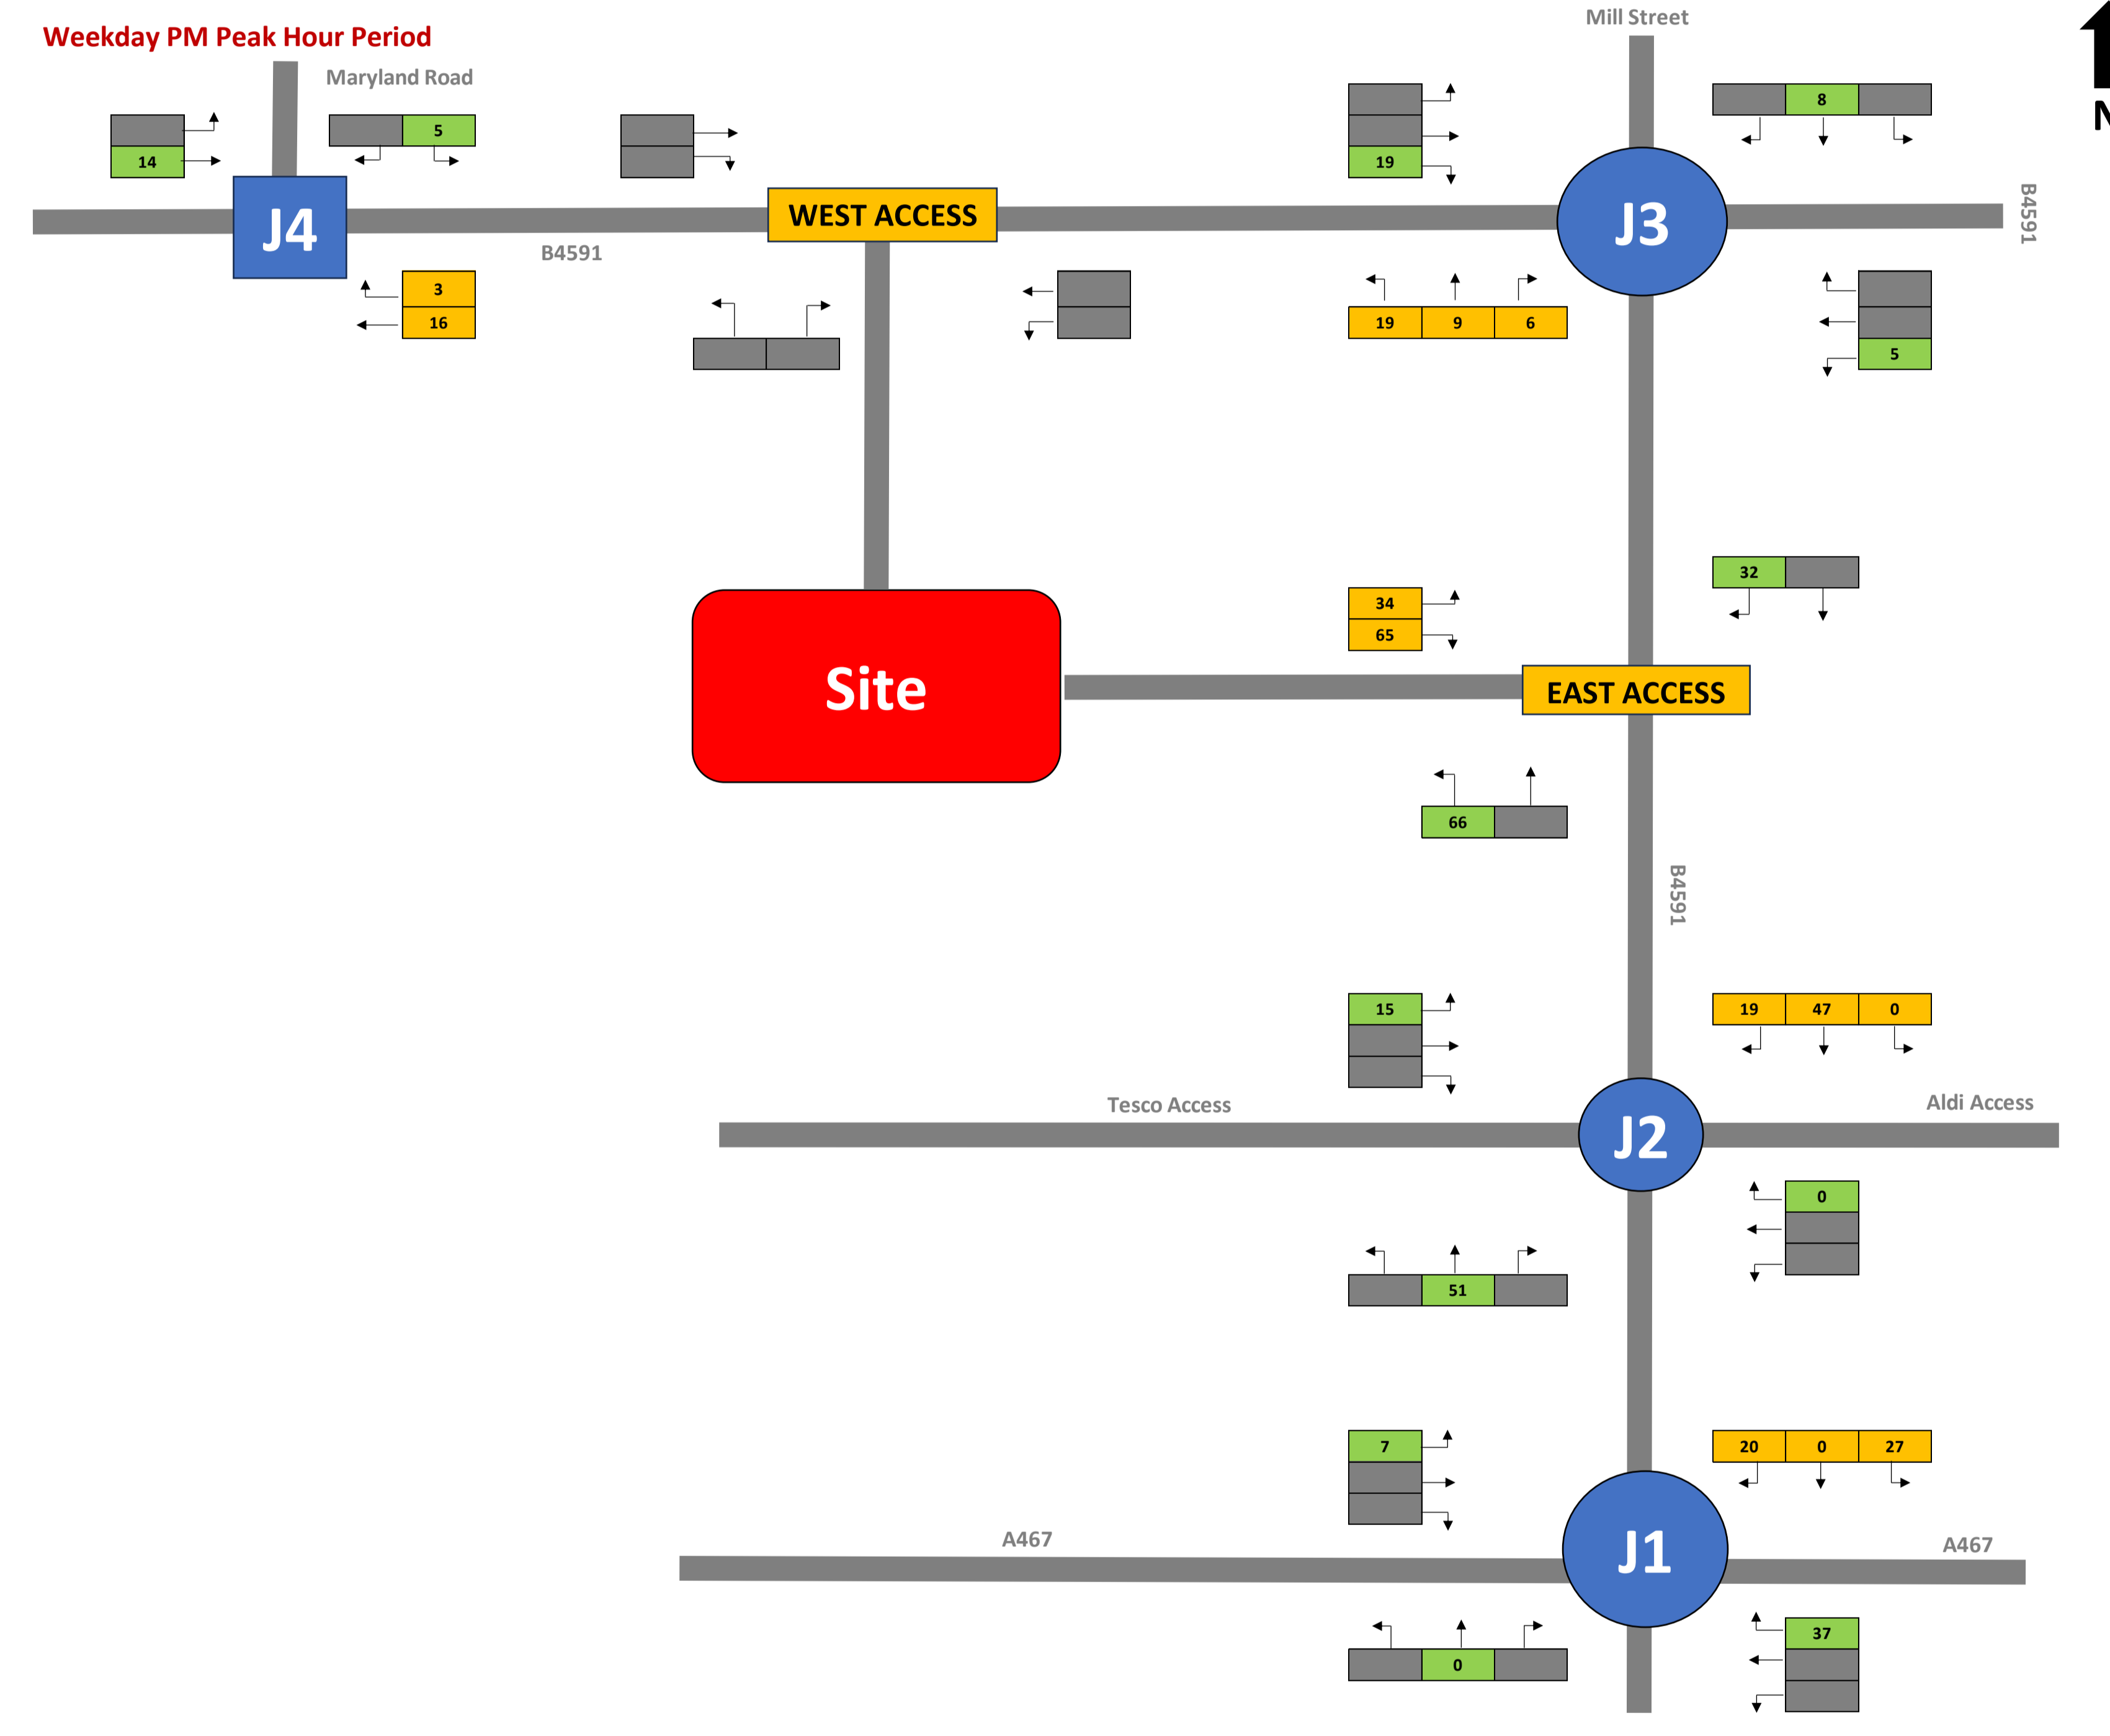 Mill Street
Weekday PM Peak Hour Period
Maryland Road
8
5
14
19
N
B4591
J4
WEST ACCESS
J3
B4591
3
16
19 9 6
5
32
34
65
Site
EAST ACCESS
66
B4591
15
19 47 0
Tesco Access
Aldi Access
J2
0
51
7
20 0 27
A467
A467
J1
37
0